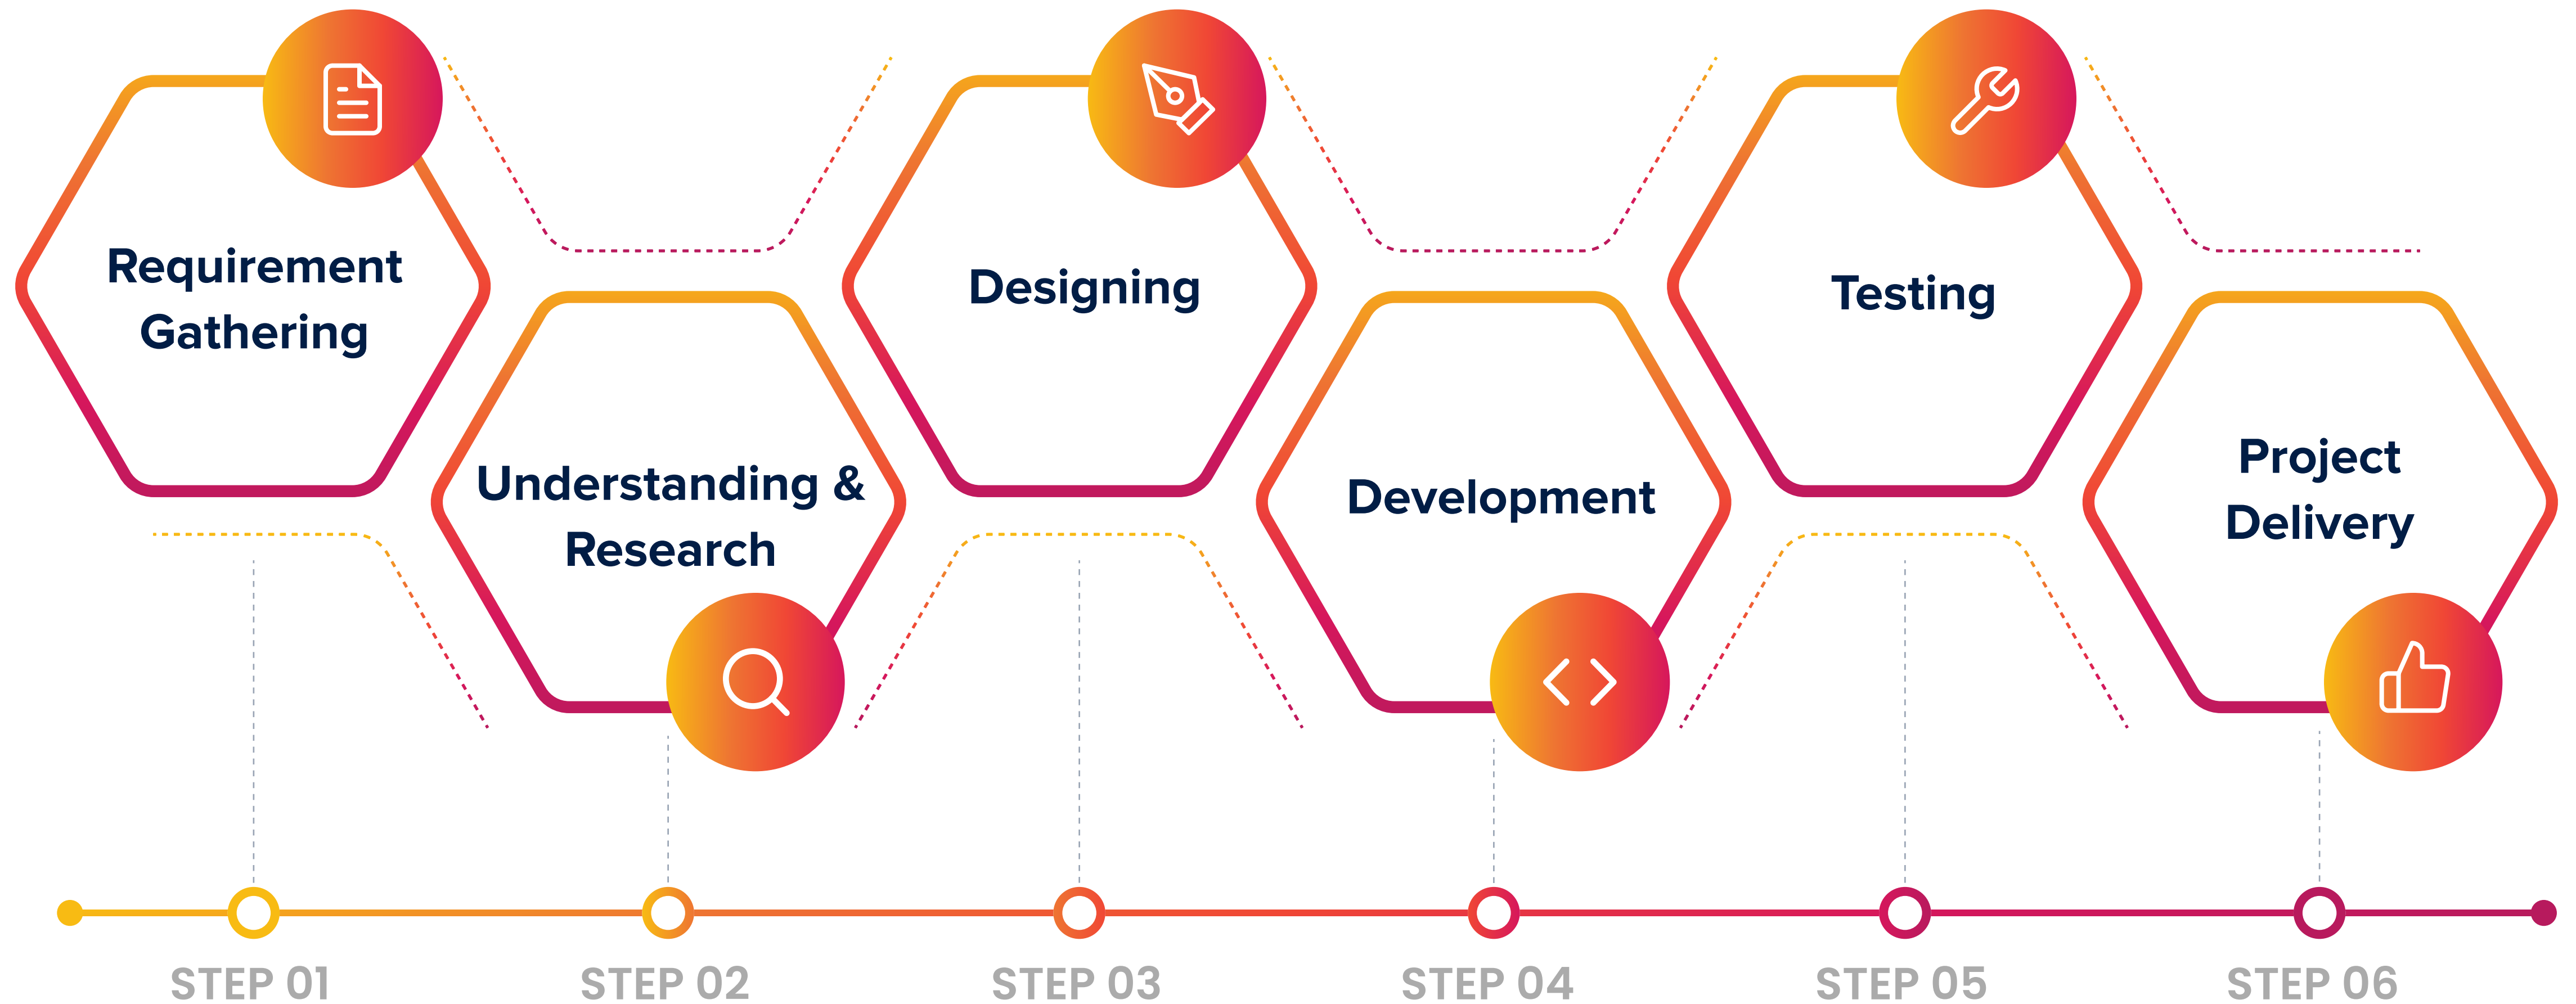 Requirement
Gathering
Understanding &
Research
Designing
Development
Testing
Project
Delivery
STEP 01
STEP 02
STEP 03
STEP 04
STEP 05
STEP 06